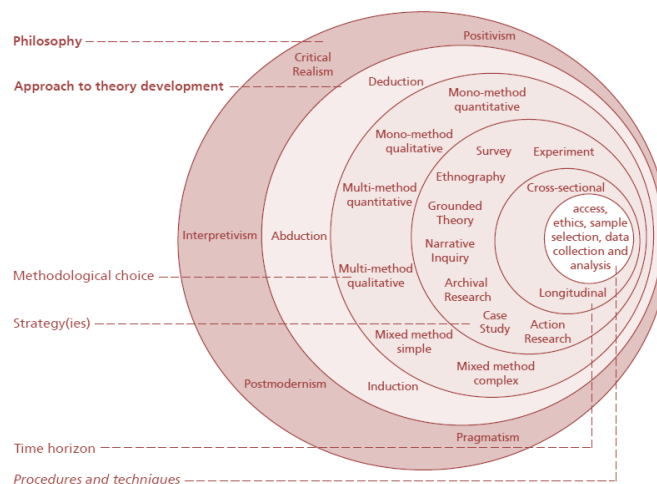 Philosophy
Positivism
Critical
Realism
Approach to theory development
Deduction
Mono-method
quantitative
Mono-method
qualitative
Survey
Experiment
Ethnography
Cross-sectional
Multi-method
quantitative
Grounded
Theory
access,
ethics, sample
selection, data
collection and
analysis
Interpretivism
Abduction
Narrative
Inquiry
Methodological choice
Multi-method
qualitative
Archival
Research
Longitudinal
Strategy(ies)
Case
Study
Action
Research
Mixed method
simple
Mixed method
complex
Postmodernism
Induction
Pragmatism
Time horizon
Procedures and techniques